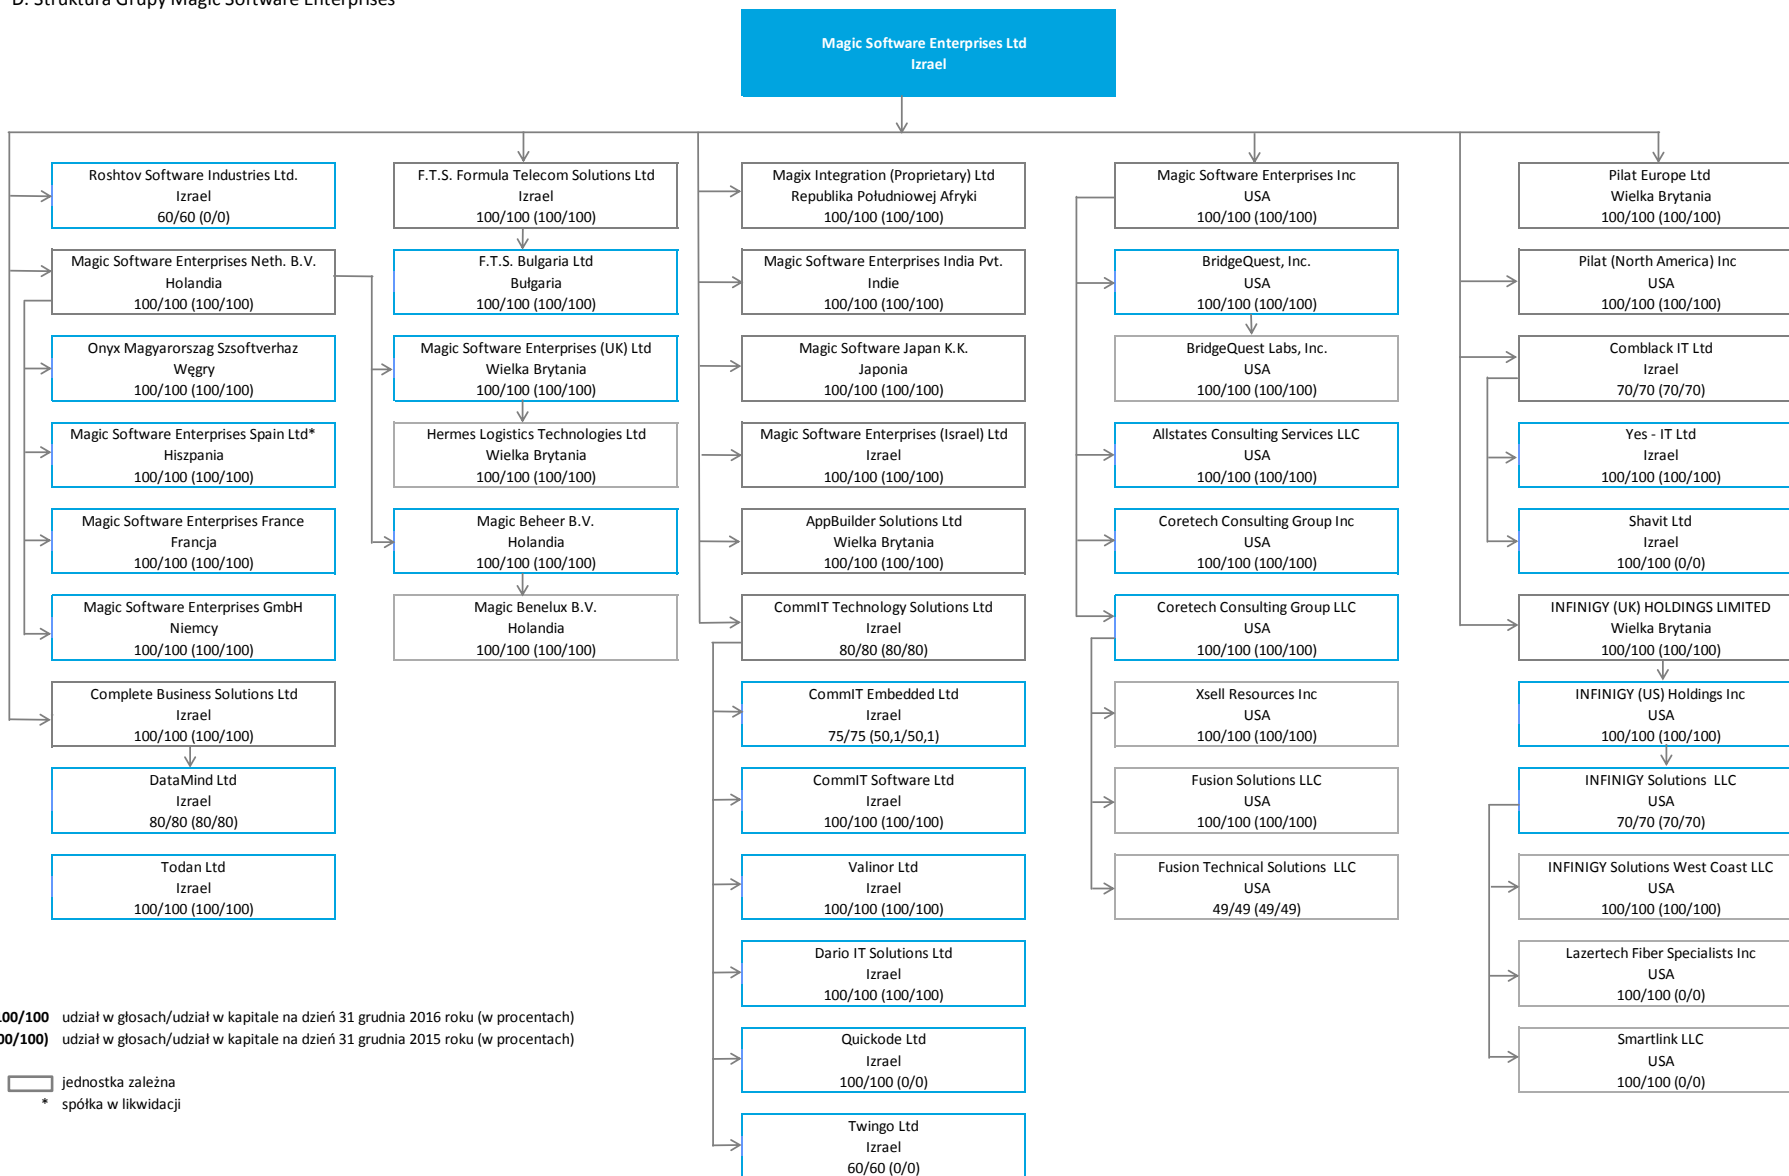 D. Struktura Grupy Magic Software Enterprises
Magic Software Enterprises Ltd
Izrael
Roshtov Software Industries Ltd.
Izrael
60/60 (0/0)
Magic Software Enterprises Neth. B.V.
Holandia
100/100 (100/100)
Onyx Magyarorszag Szsoftverhaz
Węgry
100/100 (100/100)
Magic Software Enterprises Spain Ltd*
Hiszpania
100/100 (100/100)
Magic Software Enterprises France
Francja
100/100 (100/100)
Magic Software Enterprises GmbH
Niemcy
100/100 (100/100)
Complete Business Solutions Ltd
Izrael
100/100 (100/100)
DataMind Ltd
Izrael
80/80 (80/80)
Todan Ltd
Izrael
100/100 (100/100)
F.T.S. Formula Telecom Solutions Ltd
Izrael
100/100 (100/100)
F.T.S. Bulgaria Ltd
Bułgaria
100/100 (100/100)
Magic Software Enterprises (UK) Ltd
Wielka Brytania
100/100 (100/100)
Hermes Logistics Technologies Ltd
Wielka Brytania
100/100 (100/100)
Magic Beheer B.V.
Holandia
100/100 (100/100)
Magic Benelux B.V.
Holandia
100/100 (100/100)
Magix Integration (Proprietary) Ltd
Republika Południowej Afryki
100/100 (100/100)
Magic Software Enterprises India Pvt.
Indie
100/100 (100/100)
Magic Software Japan K.K.
Japonia
100/100 (100/100)
Magic Software Enterprises (Israel) Ltd
Izrael
100/100 (100/100)
AppBuilder Solutions Ltd
Wielka Brytania
100/100 (100/100)
CommIT Technology Solutions Ltd
Izrael
80/80 (80/80)
CommIT Embedded Ltd
Izrael
75/75 (50,1/50,1)
CommIT Software Ltd
Izrael
100/100 (100/100)
Valinor Ltd
Izrael
100/100 (100/100)
Dario IT Solutions Ltd
Izrael
100/100 (100/100)
Quickode Ltd
Izrael
100/100 (0/0)
Twingo Ltd
Izrael
60/60 (0/0)
Magic Software Enterprises Inc
USA
100/100 (100/100)
BridgeQuest, Inc.
USA
100/100 (100/100)
BridgeQuest Labs, Inc.
USA
100/100 (100/100)
Allstates Consulting Services LLC
USA
100/100 (100/100)
Coretech Consulting Group Inc
USA
100/100 (100/100)
Coretech Consulting Group LLC
USA
100/100 (100/100)
Xsell Resources Inc
USA
100/100 (100/100)
Fusion Solutions LLC
USA
100/100 (100/100)
Fusion Technical Solutions LLC
USA
49/49 (49/49)
Pilat Europe Ltd
Wielka Brytania
100/100 (100/100)
Pilat (North America) Inc
USA
100/100 (100/100)
Comblack IT Ltd
Izrael
70/70 (70/70)
Yes - IT Ltd
Izrael
100/100 (100/100)
Shavit Ltd
Izrael
100/100 (0/0)
INFINIGY (UK) HOLDINGS LIMITED
Wielka Brytania
100/100 (100/100)
INFINIGY (US) Holdings Inc
USA
100/100 (100/100)
INFINIGY Solutions LLC
USA
70/70 (70/70)
INFINIGY Solutions West Coast LLC
USA
100/100 (100/100)
Lazertech Fiber Specialists Inc
USA
100/100 (0/0)
Smartlink LLC
USA
100/100 (0/0)
100/100 udział w głosach/udział w kapitale na dzień 31 grudnia 2016 roku (w procentach)
00/100) udział w głosach/udział w kapitale na dzień 31 grudnia 2015 roku (w procentach)
jednostka zależna
* spółka w likwidacji